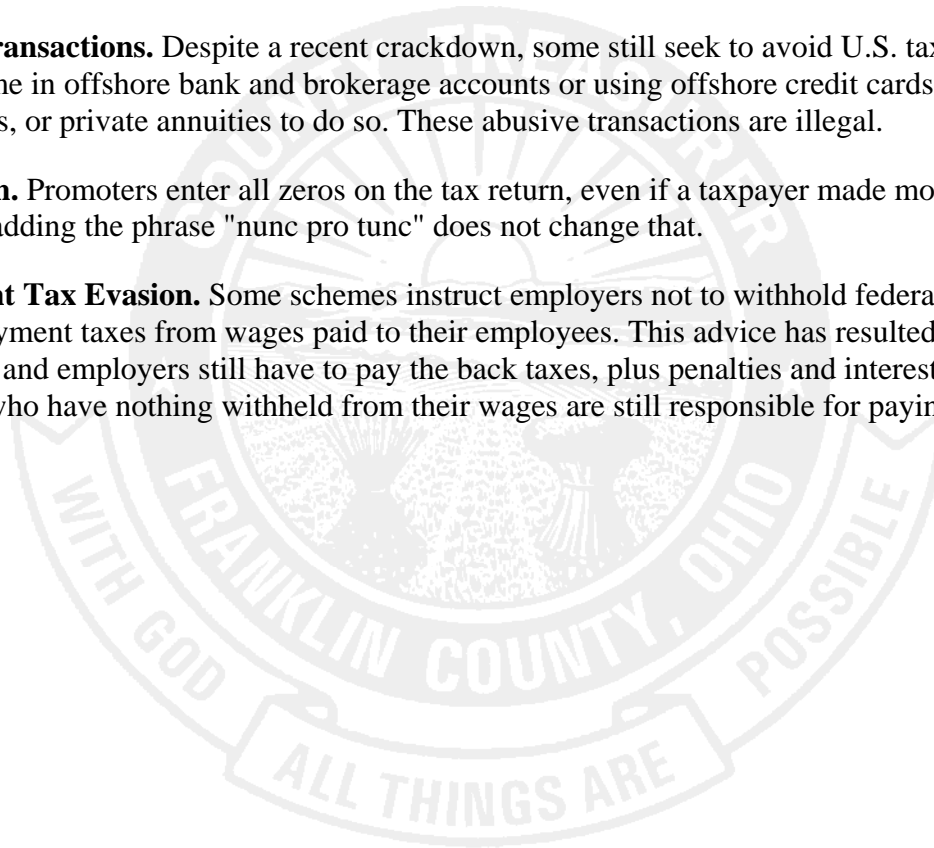 ransactions. Despite a recent crackdown, some still seek to avoid U.S. tax
ne in offshore bank and brokerage accounts or using offshore credit cards
s, or private annuities to do so. These abusive transactions are illegal.
n. Promoters enter all zeros on the tax return, even if a taxpayer made mo
adding the phrase "nunc pro tunc" does not change that.
nt Tax Evasion. Some schemes instruct employers not to withhold federa
yment taxes from wages paid to their employees. This advice has resulted
and employers still have to pay the back taxes, plus penalties and interest
who have nothing withheld from their wages are still responsible for payin
COUNTY TREASURER
FRANKLIN COUNTY, OHIO
WITH GOD
ALL THINGS ARE
POSSIBLE